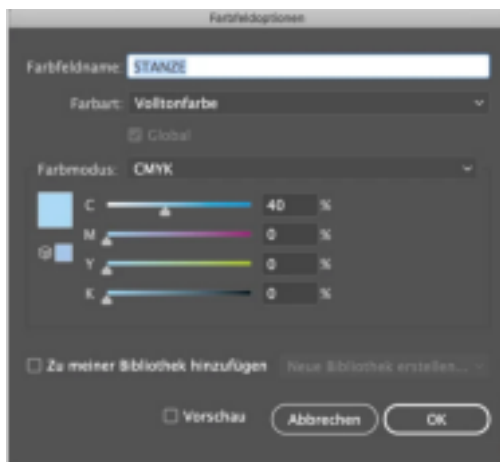 Farbfeldoptionen
Farbfeldname: STANZE
Farbart: Volltonfarbe
Global
Farbmodus: CMYK
C 40 %
M 0 %
Y 0 %
K 0 %
Zu meiner Bibliothek hinzufügen Neue Bibliothek erstellen...
Vorschau Abbrechen OK